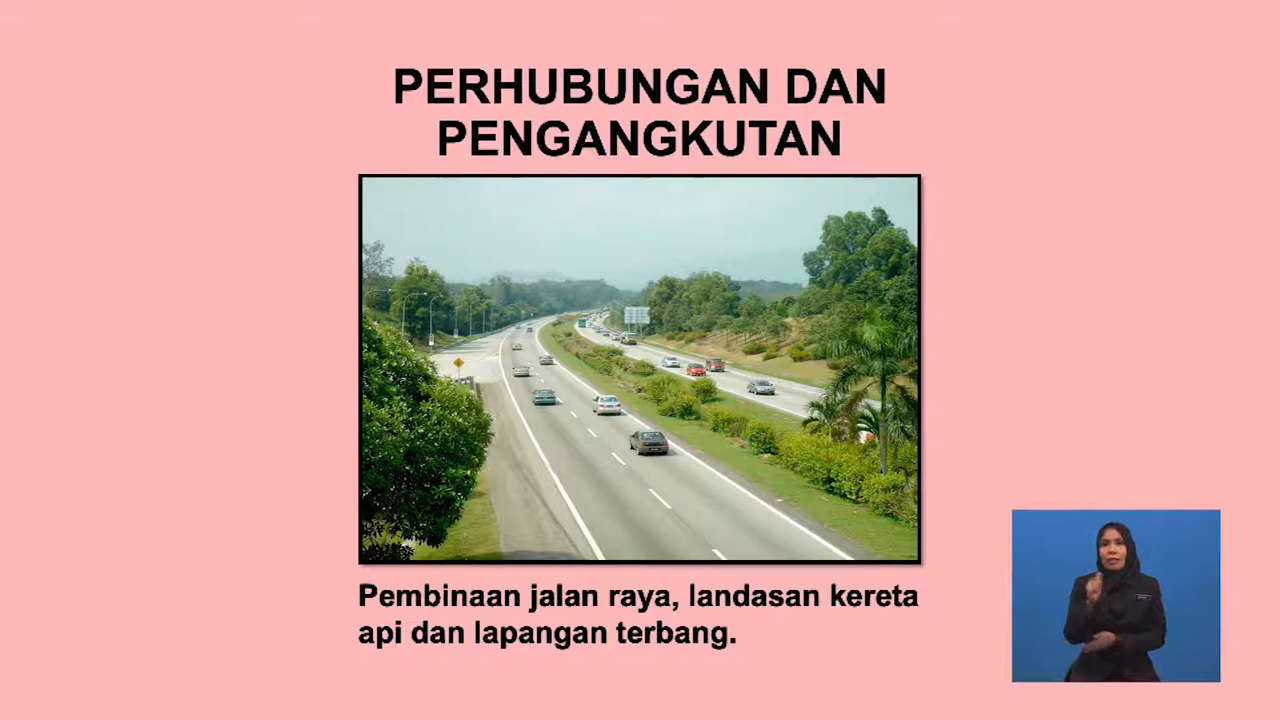 PERHUBUNGAN DAN
PENGANGKUTAN
Pembinaan jalan raya, landasan kereta
api dan lapangan terbang.